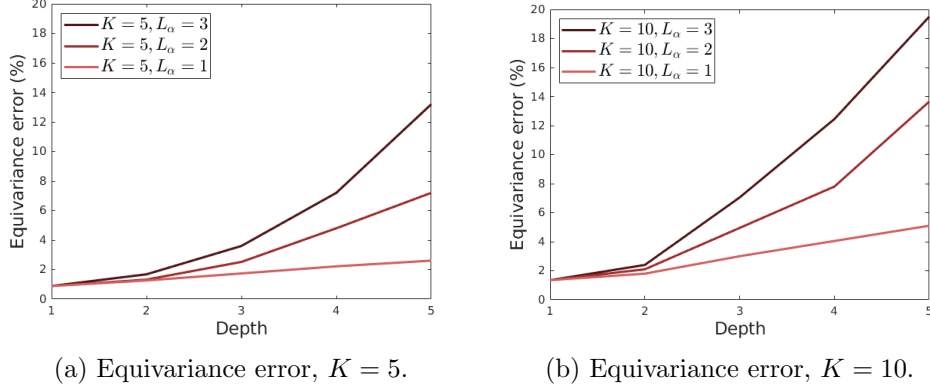 20
18
16
14
12
10
8
6
4
2
0
Equivariance error (%)
K = 5, L_α = 3
K = 5, L_α = 2
K = 5, L_α = 1
1 2 3 4 5
Depth
(a) Equivariance error, K = 5.
20
18
16
14
12
10
8
6
4
2
0
Equivariance error (%)
K = 10, L_α = 3
K = 10, L_α = 2
K = 10, L_α = 1
1 2 3 4 5
Depth
(b) Equivariance error, K = 10.